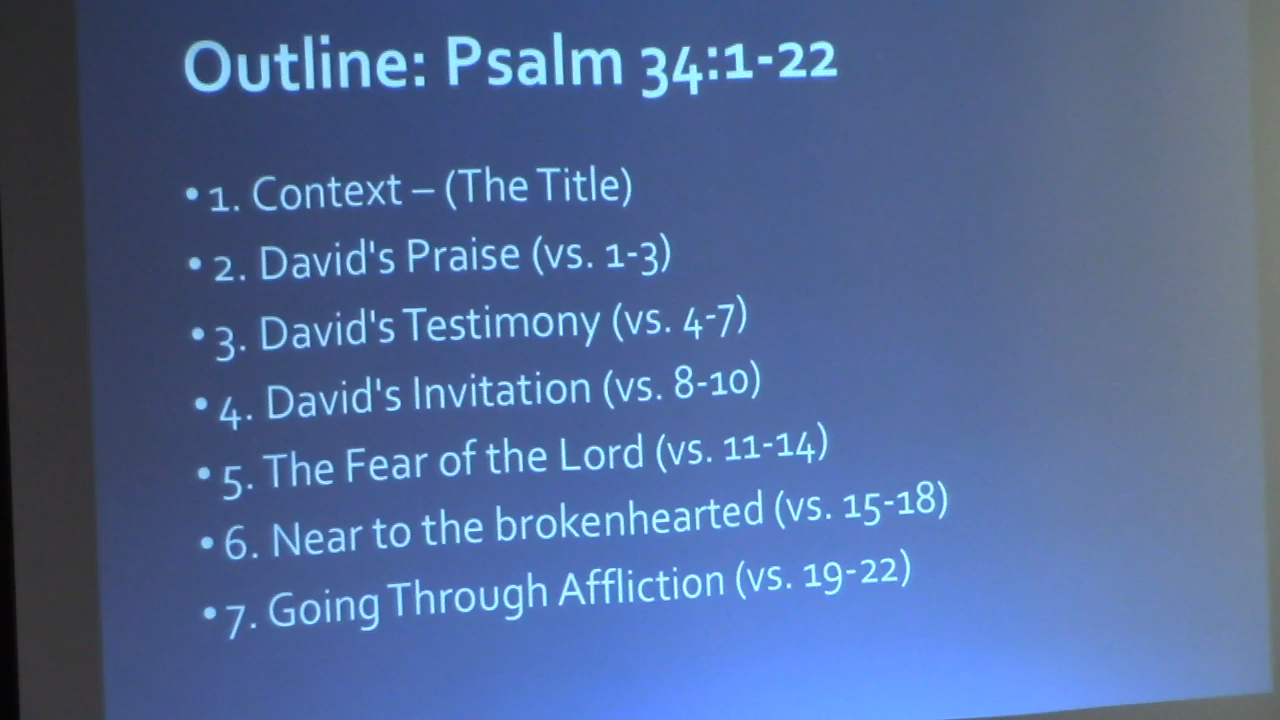 Outline: Psalm 34:1-22
• 1. Context – (The Title)
• 2. David's Praise (vs. 1-3)
• 3. David's Testimony (vs. 4-7)
• 4. David's Invitation (vs. 8-10)
• 5. The Fear of the Lord (vs. 11-14)
• 6. Near to the brokenhearted (vs. 15-18)
• 7. Going Through Affliction (vs. 19-22)